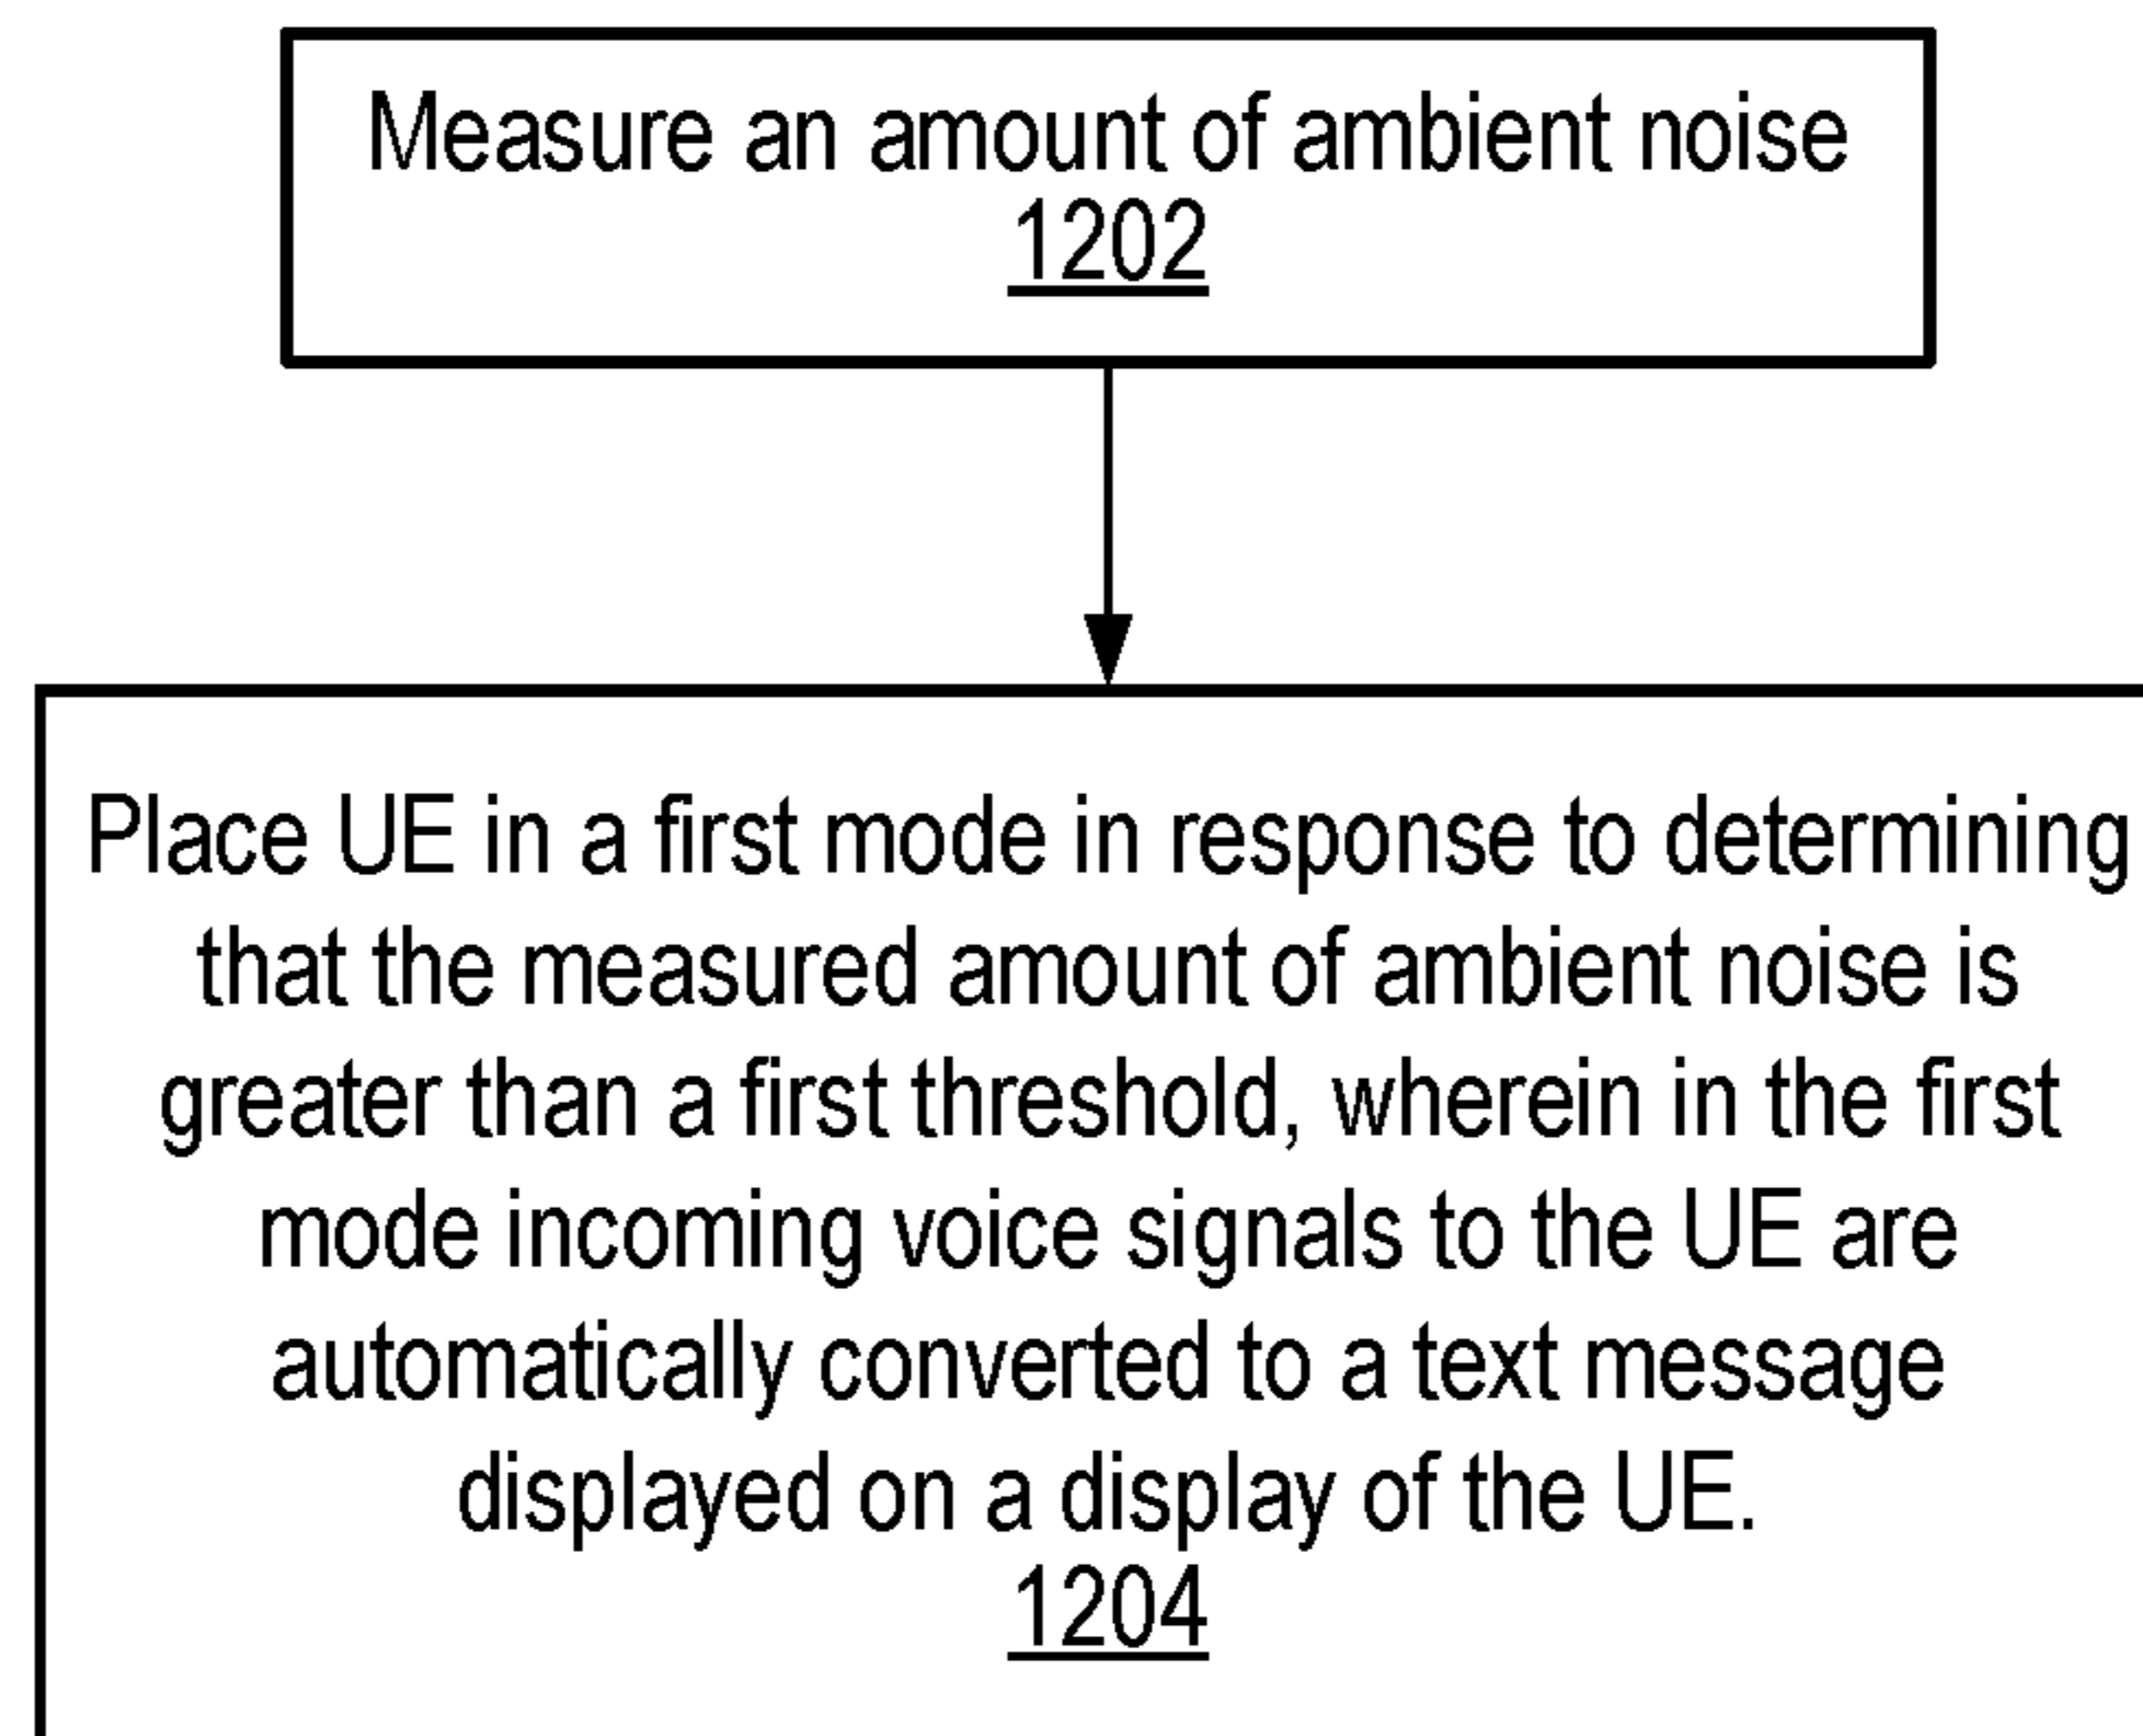 Measure an amount of ambient noise
1202
Place UE in a first mode in response to determining
that the measured amount of ambient noise is
greater than a first threshold, wherein in the first
mode incoming voice signals to the UE are
automatically converted to a text message
displayed on a display of the UE.
1204